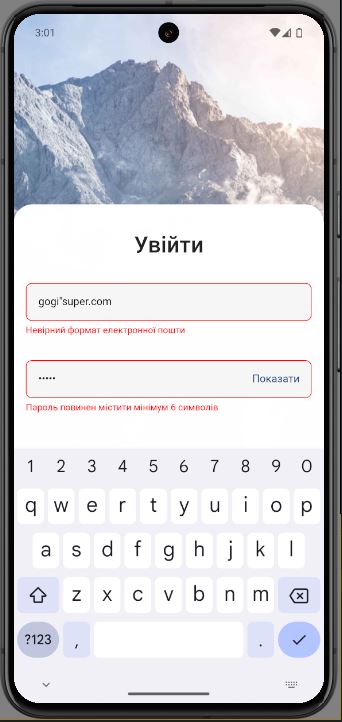 3:01
Увійти
gogi"super.com
Невірний формат електронної пошти
•••••
Показати
Пароль повинен містити мінімум 6 символів
1 2 3 4 5 6 7 8 9 0
q w e r t y u i o p
a s d f g h j k l
z x c v b n m
?123 , .